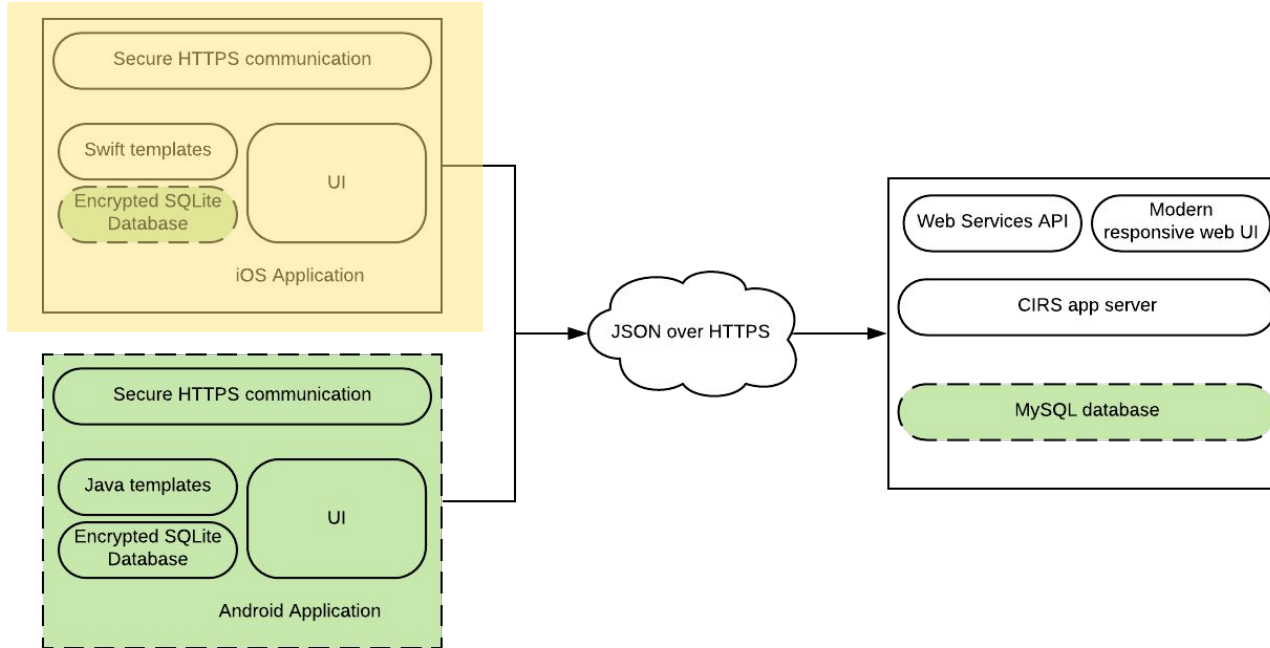 Secure HTTPS communication
Swift templates
UI
Encrypted SQLite
Database
iOS Application
Secure HTTPS communication
Java templates
UI
Encrypted SQLite
Database
Android Application
JSON over HTTPS
Web Services API
Modern
responsive web UI
CIRS app server
MySQL database